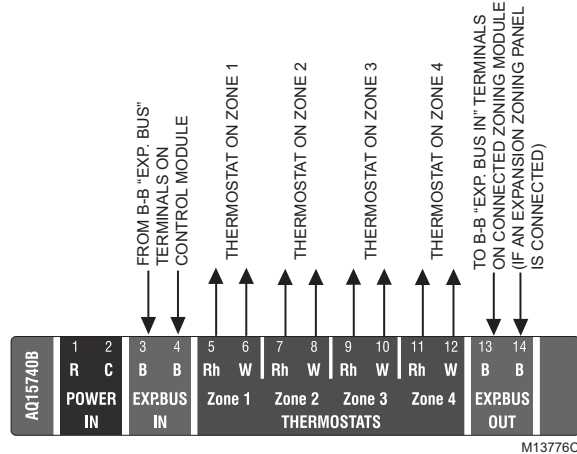 FROM B-B “EXP. BUS”
TERMINALS ON
CONTROL MODULE
THERMOSTAT ON ZONE 1
THERMOSTAT ON ZONE 2
THERMOSTAT ON ZONE 3
THERMOSTAT ON ZONE 4
TO B-B “EXP. BUS IN” TERMINALS
ON CONNECTED ZONING MODULE
(IF AN EXPANSION ZONING PANEL
IS CONNECTED)
AQ15740B
1 2 3 4 5 6 7 8 9 10 11 12 13 14
R C B B Rh W Rh W Rh W Rh W B B
POWER IN
EXP.BUS IN
Zone 1 Zone 2 Zone 3 Zone 4
THERMOSTATS
EXP.BUS OUT
M13776C